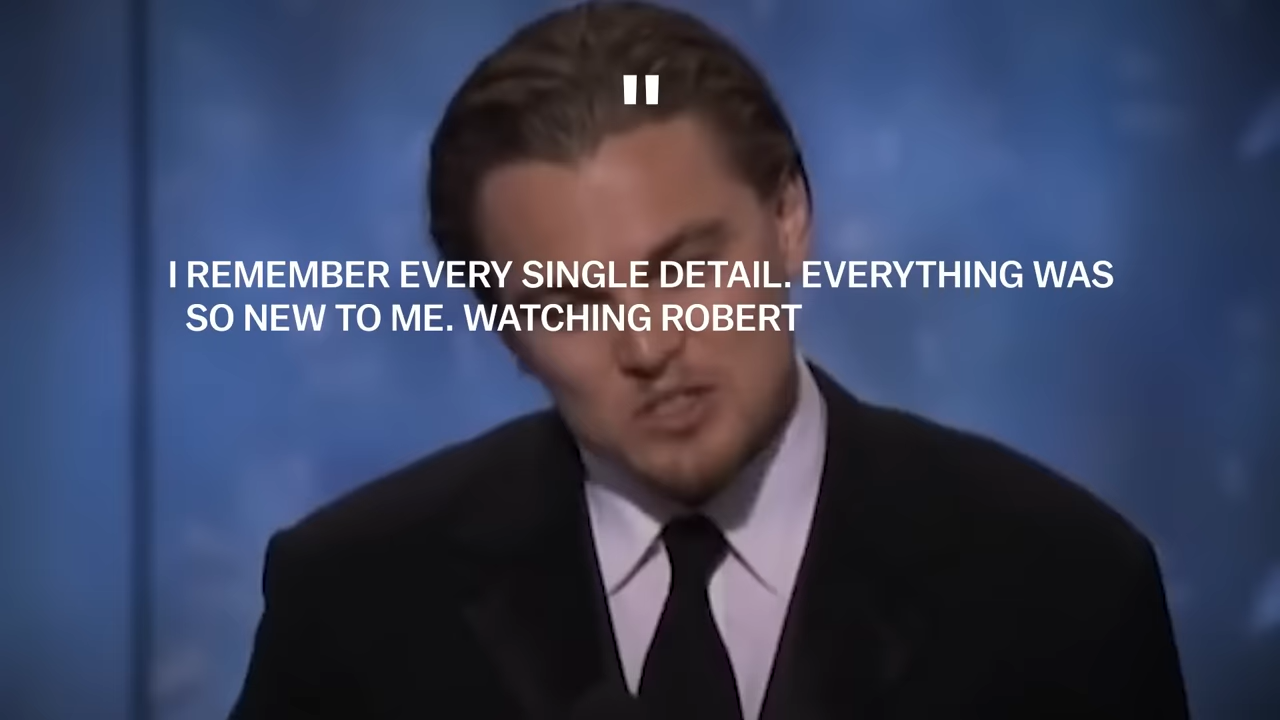 "
I REMEMBER EVERY SINGLE DETAIL. EVERYTHING WAS
SO NEW TO ME. WATCHING ROBERT